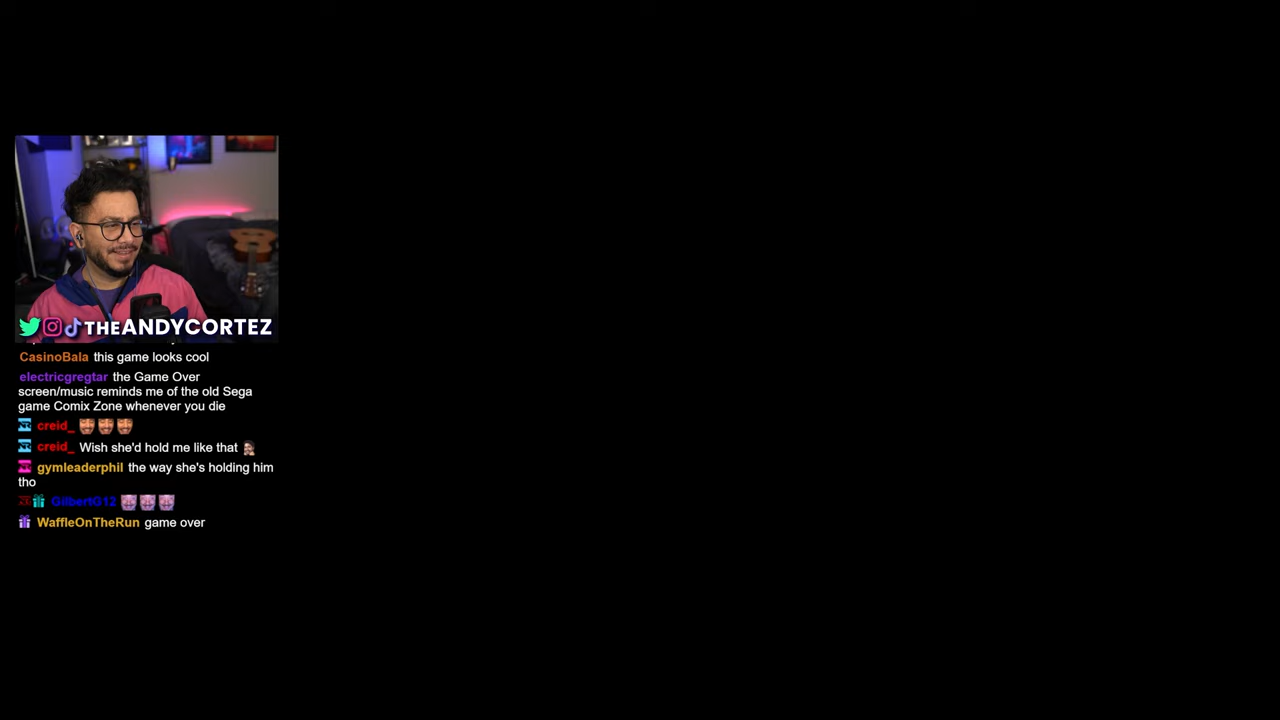 THEANDYCORTEZ
CasinoBala this game looks cool
electricgregtar the Game Over
screen/music reminds me of the old Sega
game Comix Zone whenever you die
creid_
creid_ Wish she'd hold me like that
gymleaderphil the way she's holding him
tho
GilbertG12
WaffleOnTheRun game over